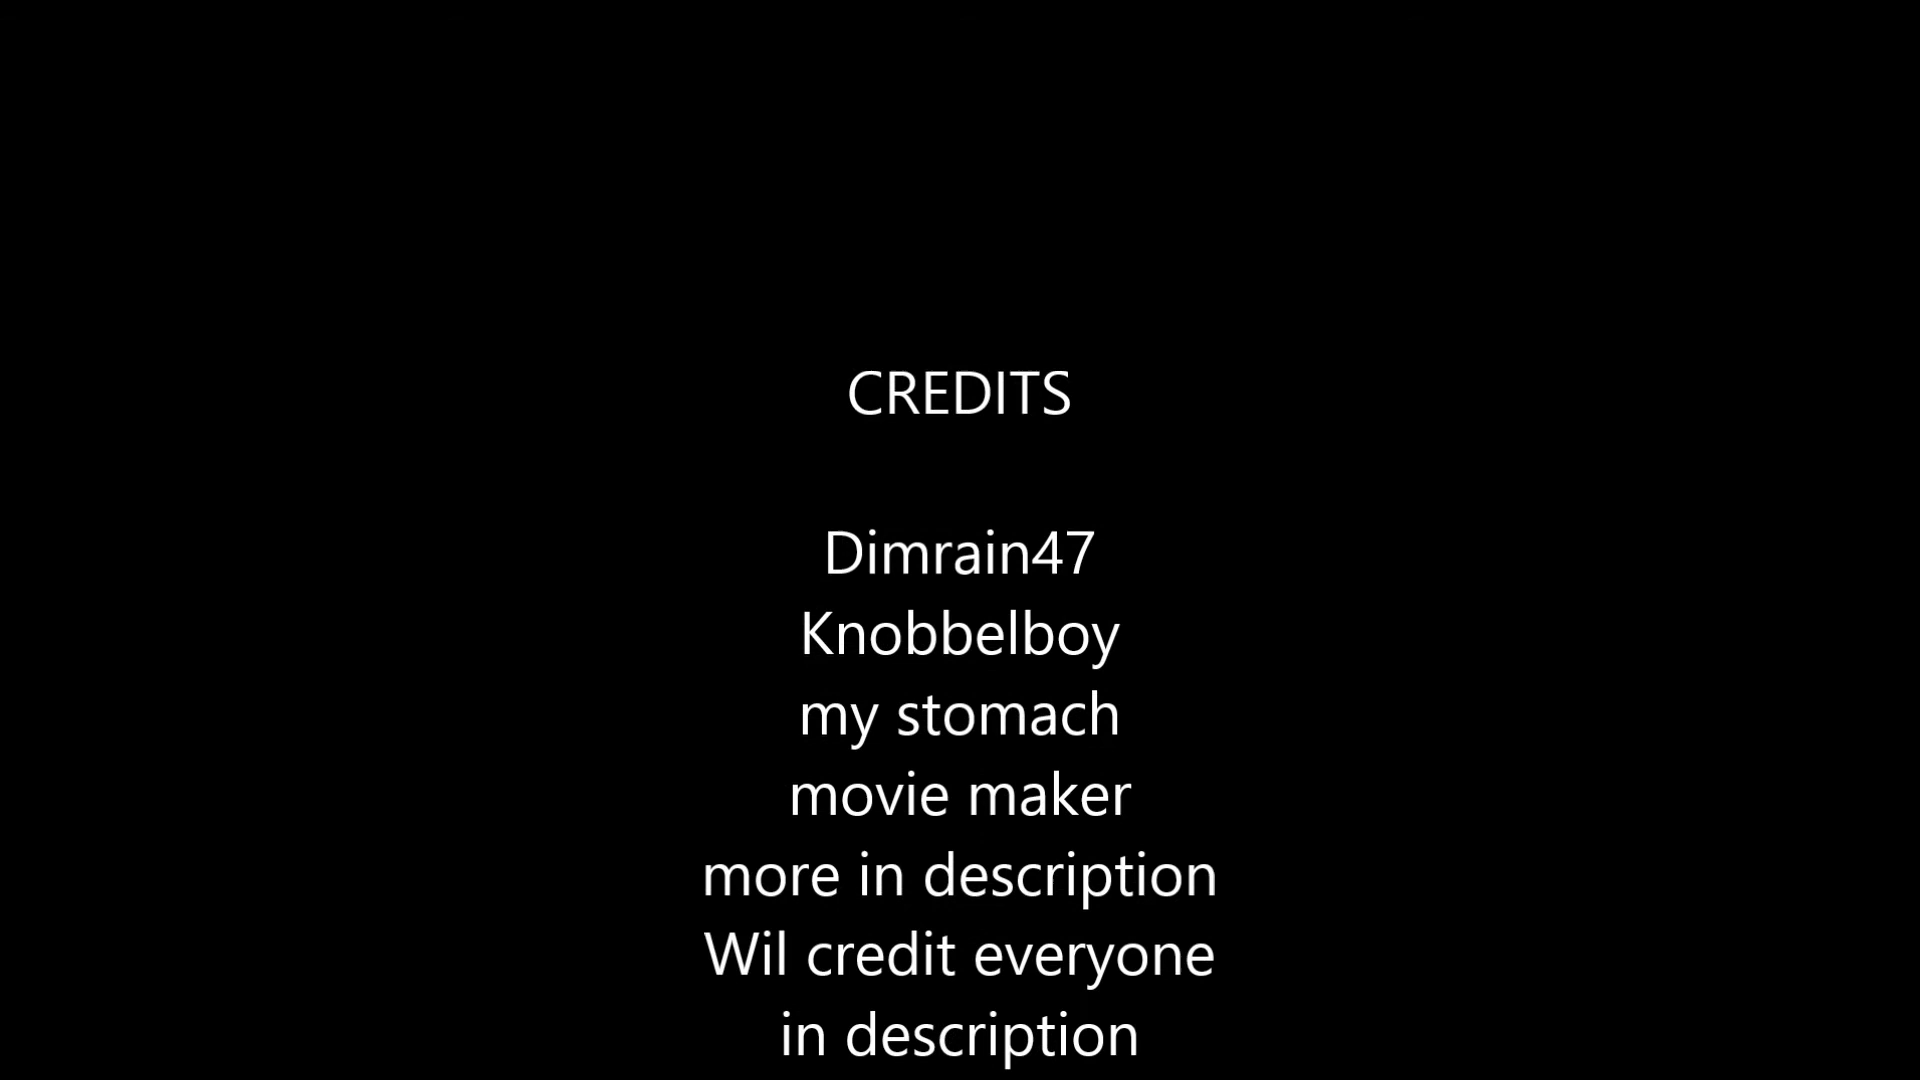 CREDITS
Dimrain47
Knobbelboy
my stomach
movie maker
more in description
Wil credit everyone
in description